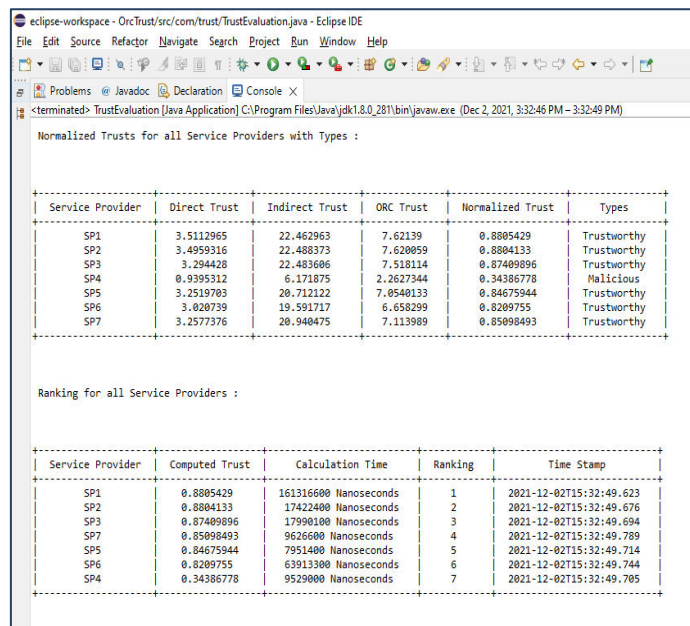 eclipse-workspace - OrcTrust/src/com/trust/TrustEvaluation.java - Eclipse IDE
File Edit Source Refactor Navigate Search Project Run Window Help
Problems @ Javadoc Declaration Console
<terminated> TrustEvaluation [Java Application] C:\Program Files\Java\jdk1.8.0_281\bin\javaw.exe (Dec 2, 2021, 3:32:46 PM – 3:32:49 PM)
Normalized Trusts for all Service Providers with Types :
Service Provider | Direct Trust | Indirect Trust | ORC Trust | Normalized Trust | Types
SP1 | 3.5112965 | 22.462963 | 7.62139 | 0.8805429 | Trustworthy
SP2 | 3.4959316 | 22.488373 | 7.620059 | 0.8804133 | Trustworthy
SP3 | 3.294428 | 22.483606 | 7.518114 | 0.87409896 | Trustworthy
SP4 | 0.9395312 | 6.171875 | 2.2627344 | 0.34386778 | Malicious
SP5 | 3.2519703 | 20.712122 | 7.0540133 | 0.84675944 | Trustworthy
SP6 | 3.020739 | 19.591717 | 6.658299 | 0.8209755 | Trustworthy
SP7 | 3.2577376 | 20.940475 | 7.113989 | 0.85098493 | Trustworthy
Ranking for all Service Providers :
Service Provider | Computed Trust | Calculation Time | Ranking | Time Stamp
SP1 | 0.8805429 | 161316600 Nanoseconds | 1 | 2021-12-02T15:32:49.623
SP2 | 0.8804133 | 17422400 Nanoseconds | 2 | 2021-12-02T15:32:49.676
SP3 | 0.87409896 | 17990100 Nanoseconds | 3 | 2021-12-02T15:32:49.694
SP7 | 0.85098493 | 9626600 Nanoseconds | 4 | 2021-12-02T15:32:49.789
SP5 | 0.84675944 | 7951400 Nanoseconds | 5 | 2021-12-02T15:32:49.714
SP6 | 0.8209755 | 63913300 Nanoseconds | 6 | 2021-12-02T15:32:49.744
SP4 | 0.34386778 | 9529000 Nanoseconds | 7 | 2021-12-02T15:32:49.705